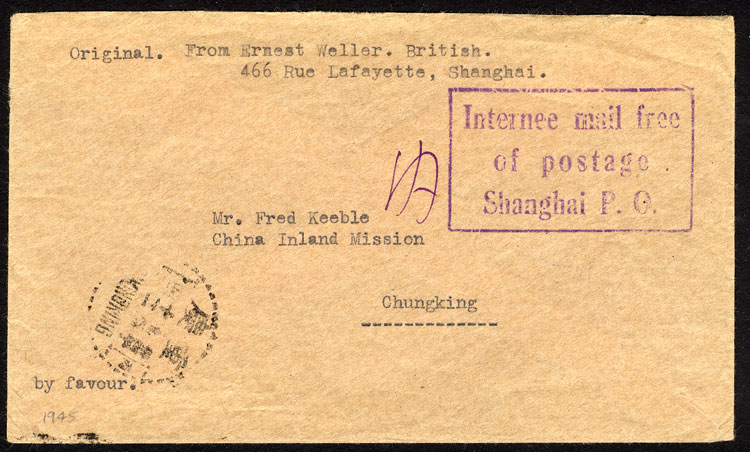 Original. From Ernest Weller. British.
466 Rue Lafayette, Shanghai.
Internee mail free
of postage
Shanghai P. O.
Mr. Fred Keeble
China Inland Mission
Chungking
by favour.
1945